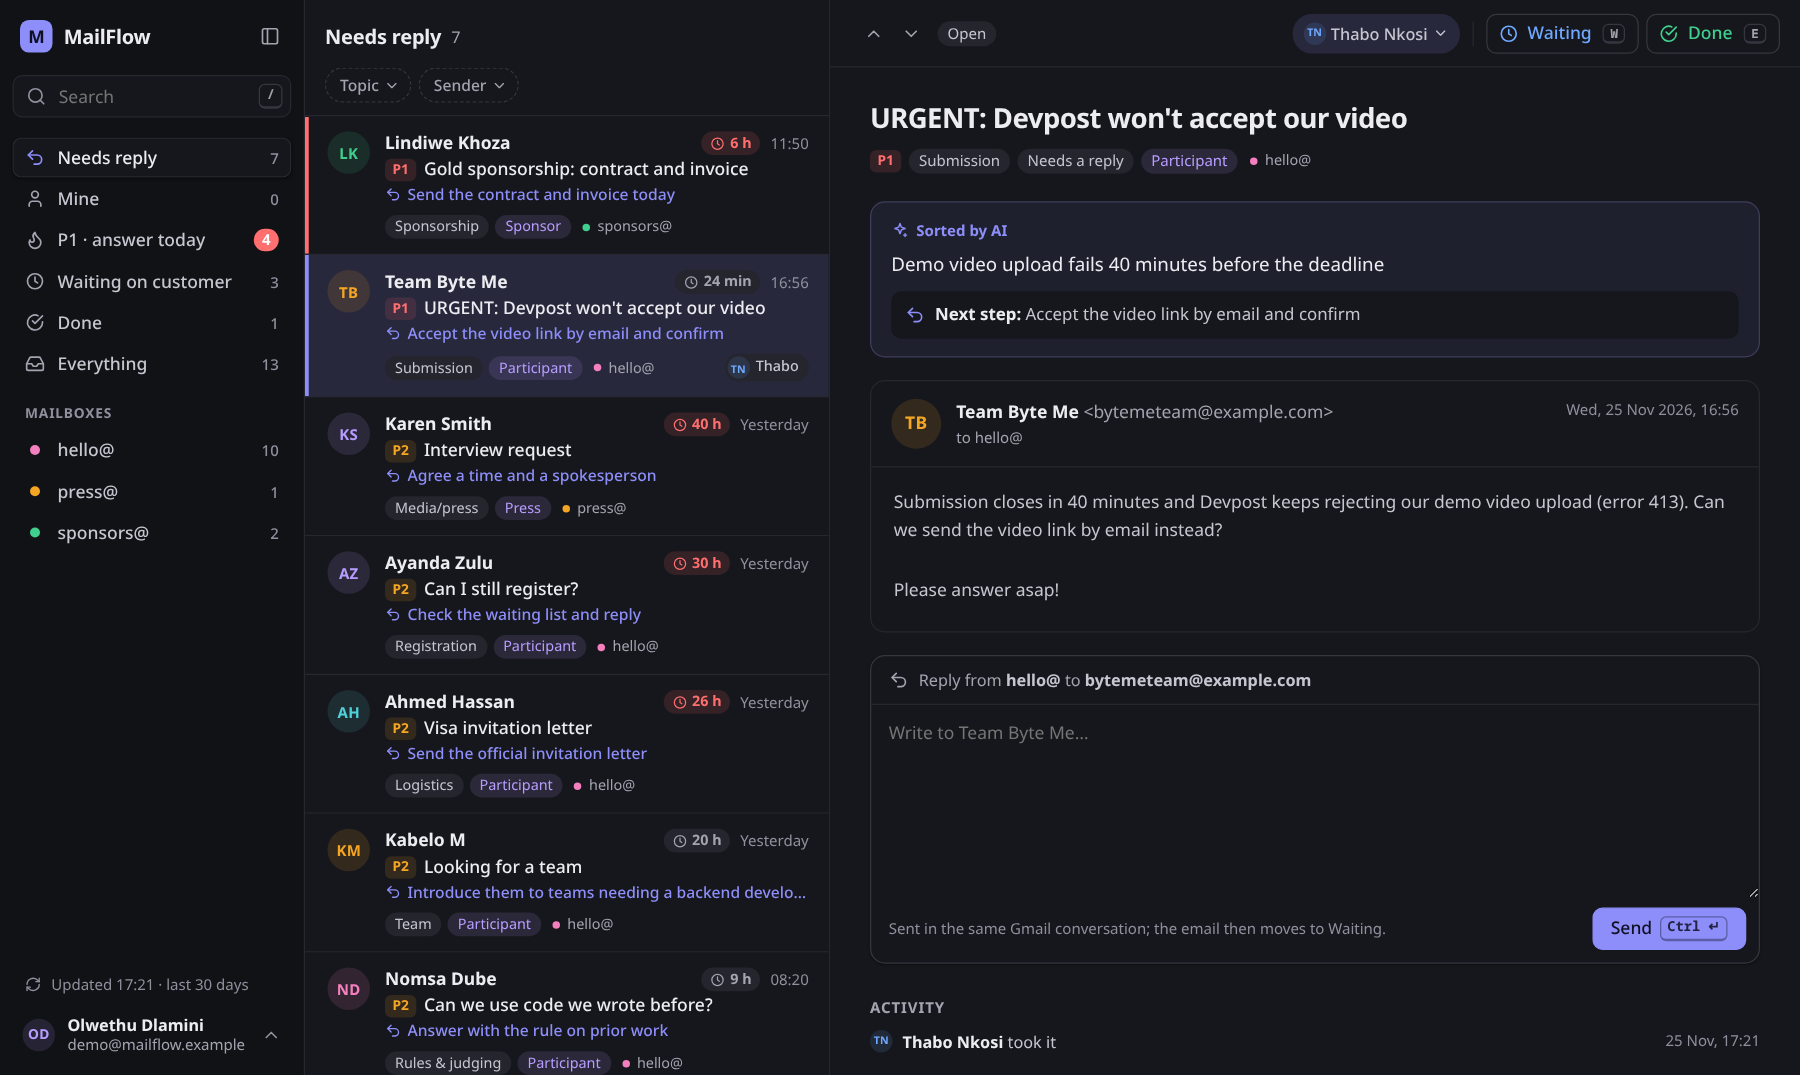 M MailFlow
Search /
Needs reply 7
Mine 0
P1 · answer today 4
Waiting on customer 3
Done 1
Everything 13
MAILBOXES
hello@ 10
press@ 1
sponsors@ 2
Updated 17:21 · last 30 days
OD Olwethu Dlamini
demo@mailflow.example
Needs reply 7
Topic Sender
LK Lindiwe Khoza 6 h 11:50
P1 Gold sponsorship: contract and invoice
Send the contract and invoice today
Sponsorship Sponsor sponsors@
TB Team Byte Me 24 min 16:56
P1 URGENT: Devpost won't accept our video
Accept the video link by email and confirm
Submission Participant hello@ TN Thabo
KS Karen Smith 40 h Yesterday
P2 Interview request
Agree a time and a spokesperson
Media/press Press press@
AZ Ayanda Zulu 30 h Yesterday
P2 Can I still register?
Check the waiting list and reply
Registration Participant hello@
AH Ahmed Hassan 26 h Yesterday
P2 Visa invitation letter
Send the official invitation letter
Logistics Participant hello@
KM Kabelo M 20 h Yesterday
P2 Looking for a team
Introduce them to teams needing a backend develo...
Team Participant hello@
ND Nomsa Dube 9 h 08:20
P2 Can we use code we wrote before?
Answer with the rule on prior work
Rules & judging Participant hello@
Open TN Thabo Nkosi Waiting W Done E
URGENT: Devpost won't accept our video
P1 Submission Needs a reply Participant hello@
Sorted by AI
Demo video upload fails 40 minutes before the deadline
Next step: Accept the video link by email and confirm
TB Team Byte Me <bytemeteam@example.com> Wed, 25 Nov 2026, 16:56
to hello@
Submission closes in 40 minutes and Devpost keeps rejecting our demo video upload (error 413). Can
we send the video link by email instead?
Please answer asap!
Reply from hello@ to bytemeteam@example.com
Write to Team Byte Me...
Sent in the same Gmail conversation; the email then moves to Waiting. Send Ctrl ↵
ACTIVITY
TN Thabo Nkosi took it 25 Nov, 17:21